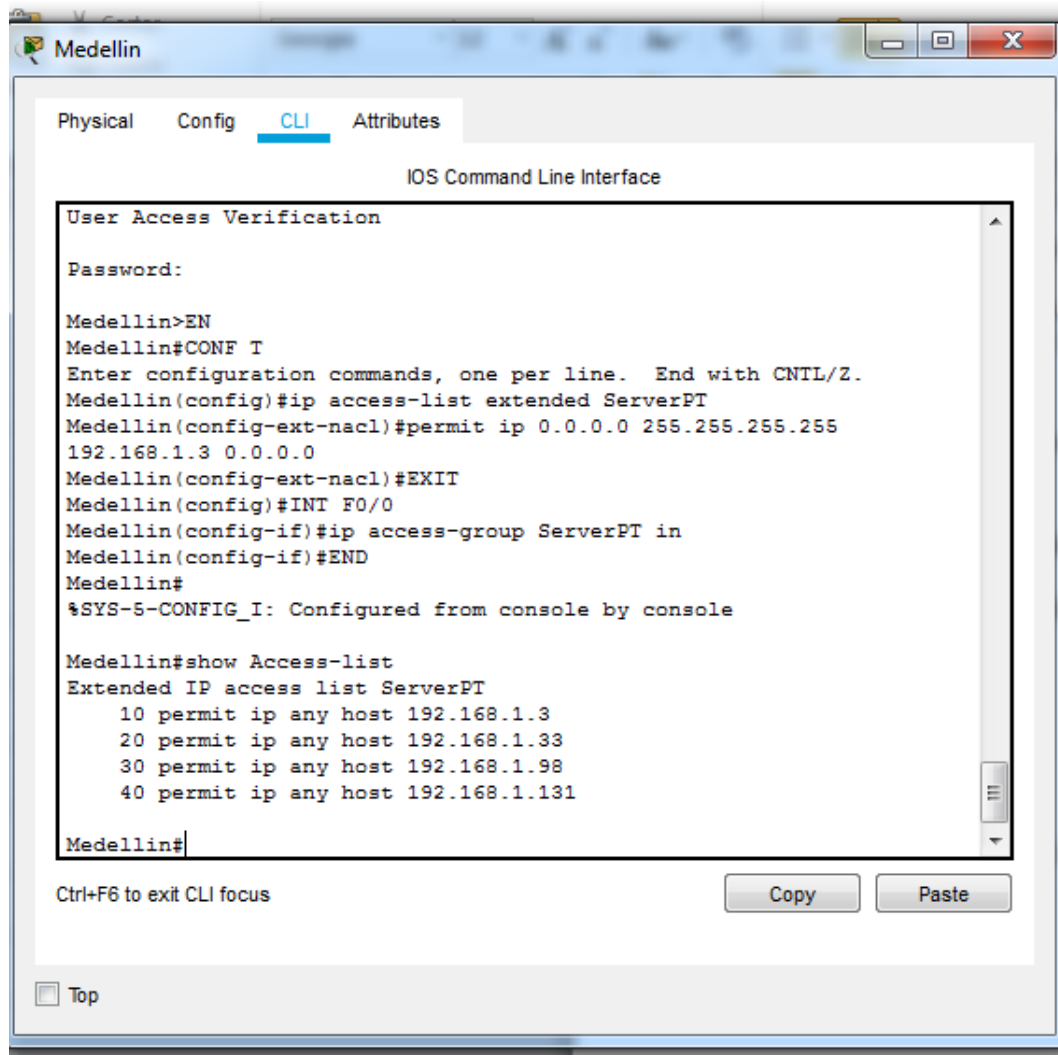 Medellin
Physical Config CLI Attributes
IOS Command Line Interface
User Access Verification
Password:
Medellin>EN
Medellin#CONF T
Enter configuration commands, one per line.  End with CNTL/Z.
Medellin(config)#ip access-list extended ServerPT
Medellin(config-ext-nacl)#permit ip 0.0.0.0 255.255.255.255
192.168.1.3 0.0.0.0
Medellin(config-ext-nacl)#EXIT
Medellin(config)#INT F0/0
Medellin(config-if)#ip access-group ServerPT in
Medellin(config-if)#END
Medellin#
%SYS-5-CONFIG_I: Configured from console by console
Medellin#show Access-list
Extended IP access list ServerPT
    10 permit ip any host 192.168.1.3
    20 permit ip any host 192.168.1.33
    30 permit ip any host 192.168.1.98
    40 permit ip any host 192.168.1.131
Medellin#
Ctrl+F6 to exit CLI focus
Copy Paste
Top